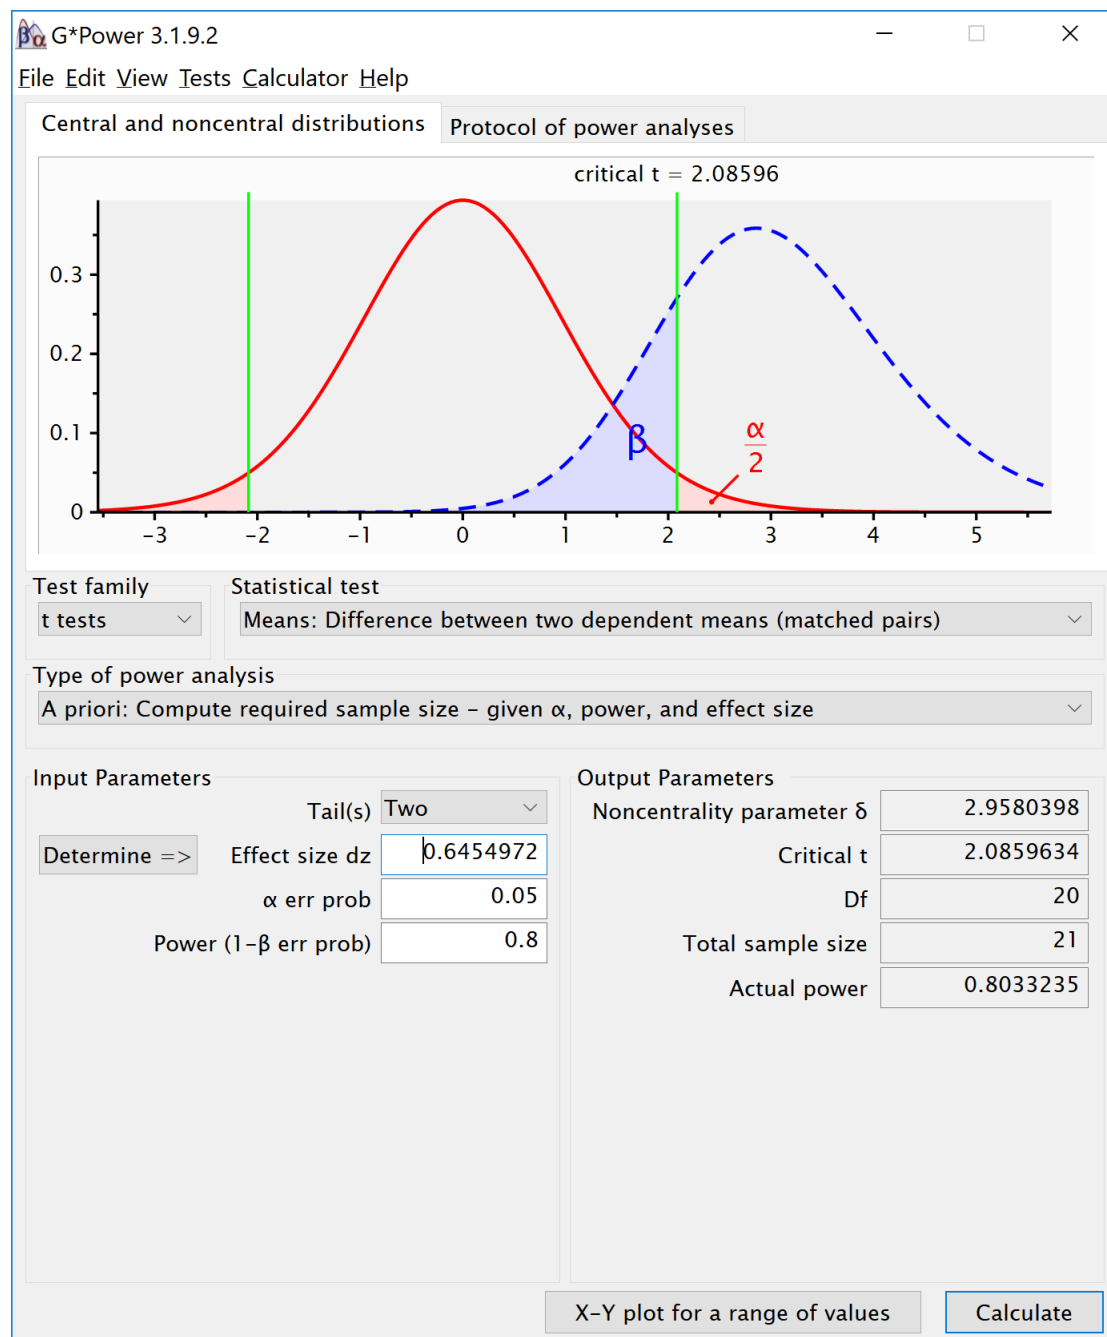 G*Power 3.1.9.2
File Edit View Tests Calculator Help
Central and noncentral distributions Protocol of power analyses
critical t = 2.08596
0.3
0.2
0.1
0
-3 -2 -1 0 1 2 3 4 5
β
α
2
Test family Statistical test
t tests Means: Difference between two dependent means (matched pairs)
Type of power analysis
A priori: Compute required sample size – given α, power, and effect size
Input Parameters
Tail(s) Two
Determine => Effect size dz 0.6454972
α err prob 0.05
Power (1-β err prob) 0.8
Output Parameters
Noncentrality parameter δ 2.9580398
Critical t 2.0859634
Df 20
Total sample size 21
Actual power 0.8033235
X-Y plot for a range of values Calculate